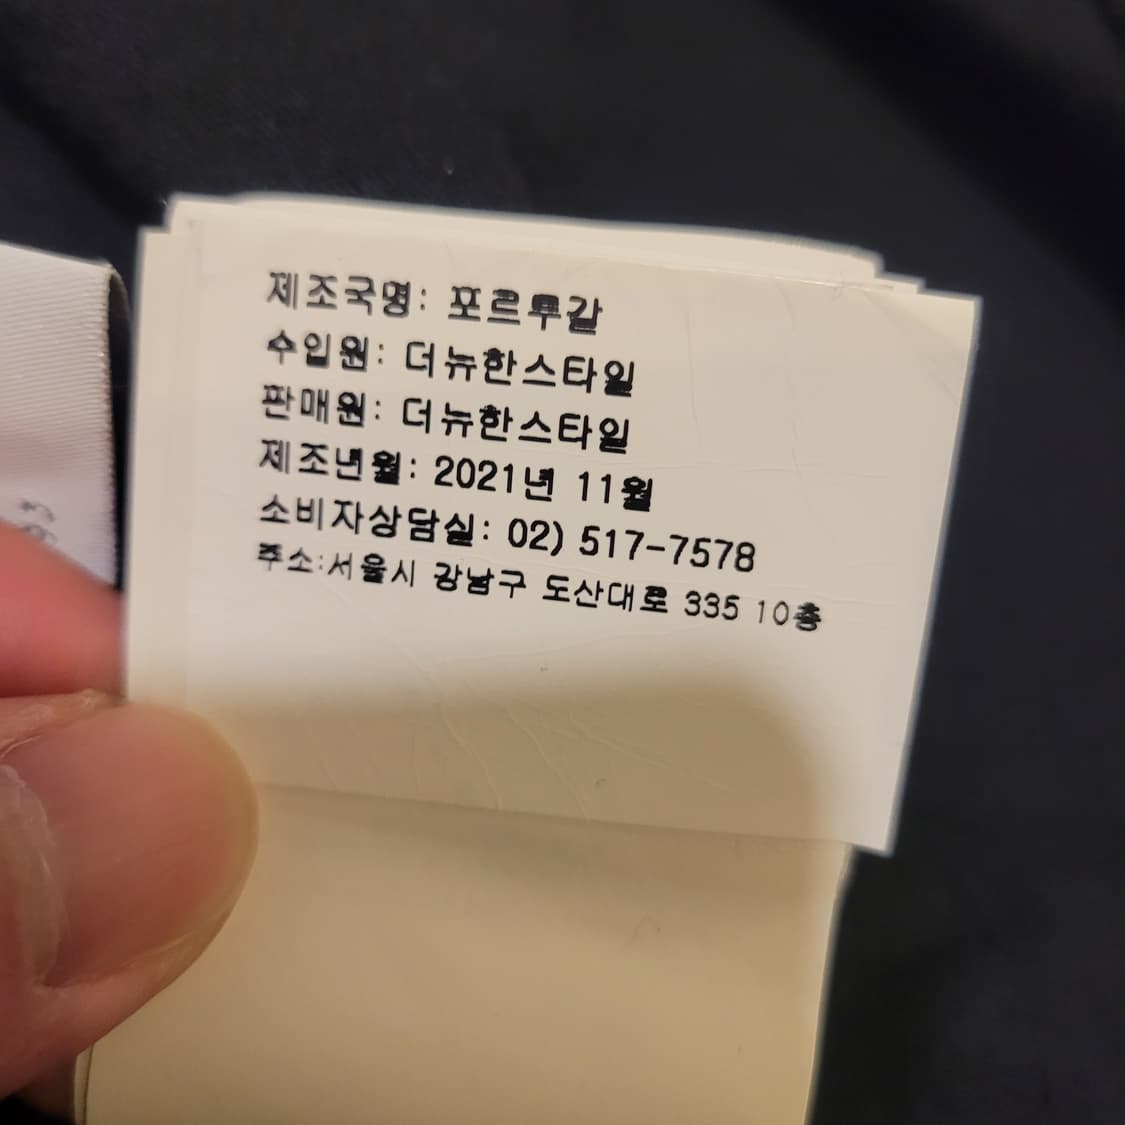 제조국명: 포르투갈
수입원: 더뉴한스타일
판매원: 더뉴한스타일
제조년월: 2021년 11월
소비자상담실: 02) 517-7578
주소:서울시 강남구 도산대로 335 10층